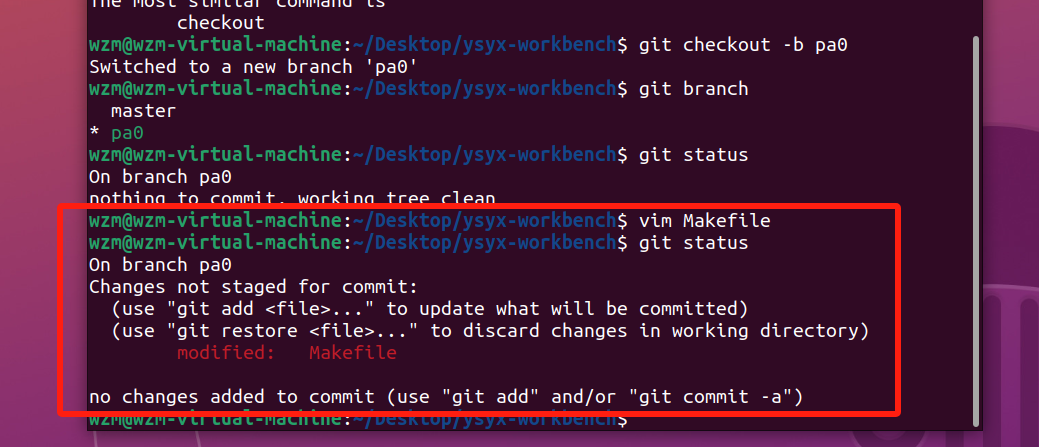 The most similar command is
checkout
wzm@wzm-virtual-machine:~/Desktop/ysyx-workbench$ git checkout -b pa0
Switched to a new branch 'pa0'
wzm@wzm-virtual-machine:~/Desktop/ysyx-workbench$ git branch
master
* pa0
wzm@wzm-virtual-machine:~/Desktop/ysyx-workbench$ git status
On branch pa0
nothing to commit, working tree clean
wzm@wzm-virtual-machine:~/Desktop/ysyx-workbench$ vim Makefile
wzm@wzm-virtual-machine:~/Desktop/ysyx-workbench$ git status
On branch pa0
Changes not staged for commit:
(use "git add <file>..." to update what will be committed)
(use "git restore <file>..." to discard changes in working directory)
modified:   Makefile
no changes added to commit (use "git add" and/or "git commit -a")
wzm@wzm-virtual-machine:~/Desktop/ysyx-workbench$